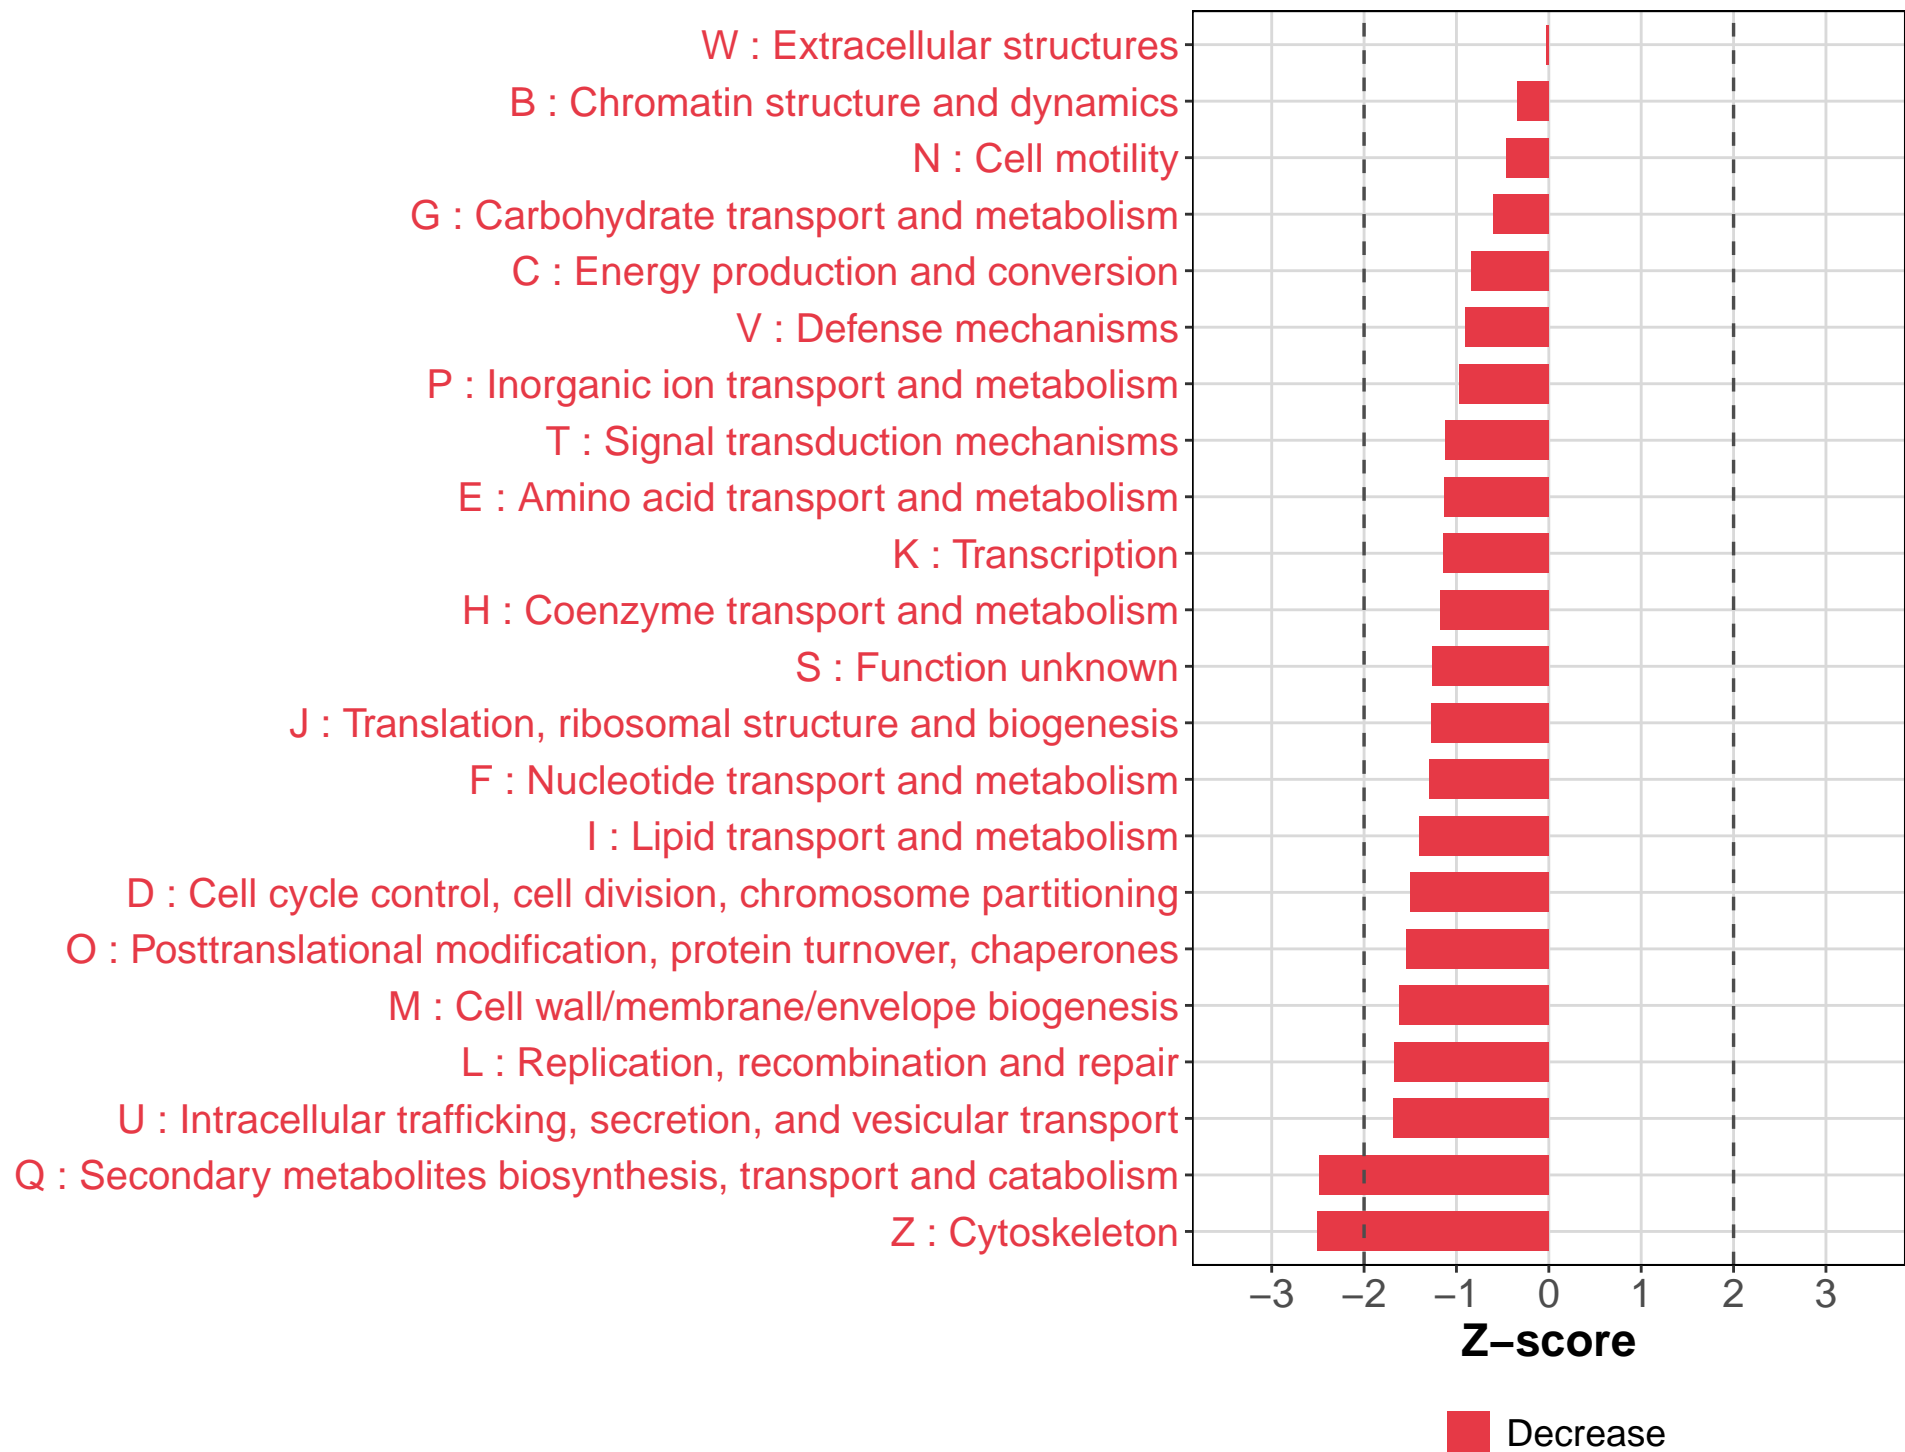 W : Extracellular structures
B : Chromatin structure and dynamics
N : Cell motility
G : Carbohydrate transport and metabolism
C : Energy production and conversion
V : Defense mechanisms
P : Inorganic ion transport and metabolism
T : Signal transduction mechanisms
E : Amino acid transport and metabolism
K : Transcription
H : Coenzyme transport and metabolism
S : Function unknown
J : Translation, ribosomal structure and biogenesis
F : Nucleotide transport and metabolism
I : Lipid transport and metabolism
D : Cell cycle control, cell division, chromosome partitioning
O : Posttranslational modification, protein turnover, chaperones
M : Cell wall/membrane/envelope biogenesis
L : Replication, recombination and repair
U : Intracellular trafficking, secretion, and vesicular transport
Q : Secondary metabolites biosynthesis, transport and catabolism
Z : Cytoskeleton
−3 −2 −1 0 1 2 3
Z−score
Decrease